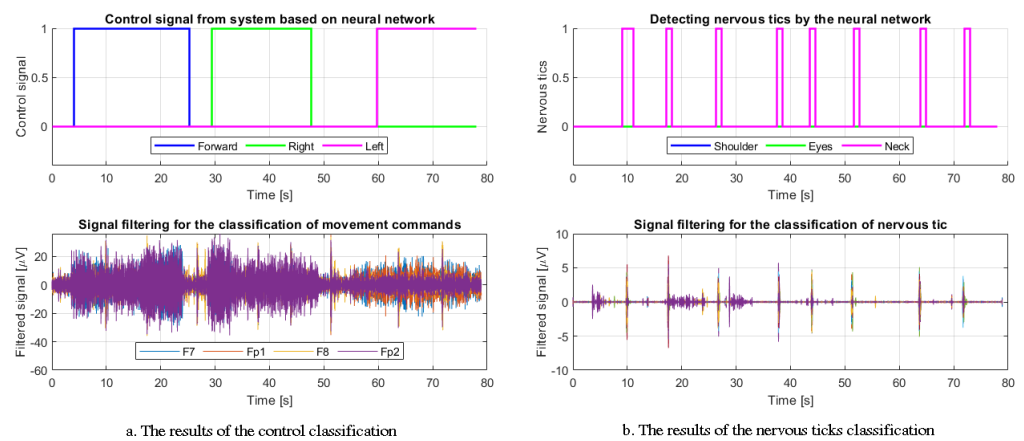 Control signal from system based on neural network
1
0.5
0
Control signal
Forward Right Left
0 10 20 30 40 50 60 70 80
Time [s]
Signal filtering for the classification of movement commands
20
0
-20
-40
-60
Filtered signal [μV]
F7 Fp1 F8 Fp2
0 10 20 30 40 50 60 70 80
Time [s]
a. The results of the control classification
Detecting nervous tics by the neural network
1
0.5
0
Nervous tics
Shoulder Eyes Neck
0 10 20 30 40 50 60 70 80
Time [s]
Signal filtering for the classification of nervous tic
10
5
0
-5
-10
Filtered signal [μV]
0 10 20 30 40 50 60 70 80
Time [s]
b. The results of the nervous ticks classification